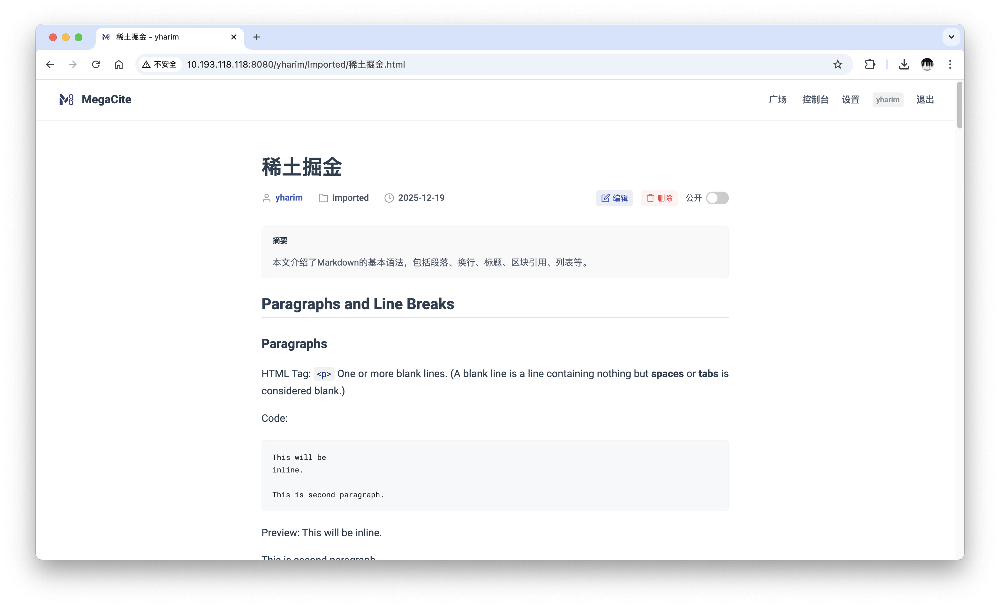 稀土掘金 - yharim
不安全
10.193.118.118:8080/yharim/Imported/稀土掘金.html
MegaCite
广场 控制台 设置 yharim 退出
稀土掘金
yharim Imported 2025-12-19 编辑 删除 公开
摘要
本文介绍了Markdown的基本语法，包括段落、换行、标题、区块引用、列表等。
Paragraphs and Line Breaks
Paragraphs
HTML Tag: <p> One or more blank lines. (A blank line is a line containing nothing but spaces or tabs is
considered blank.)
Code:
This will be
inline.
This is second paragraph.
Preview: This will be inline.
This is second paragraph.